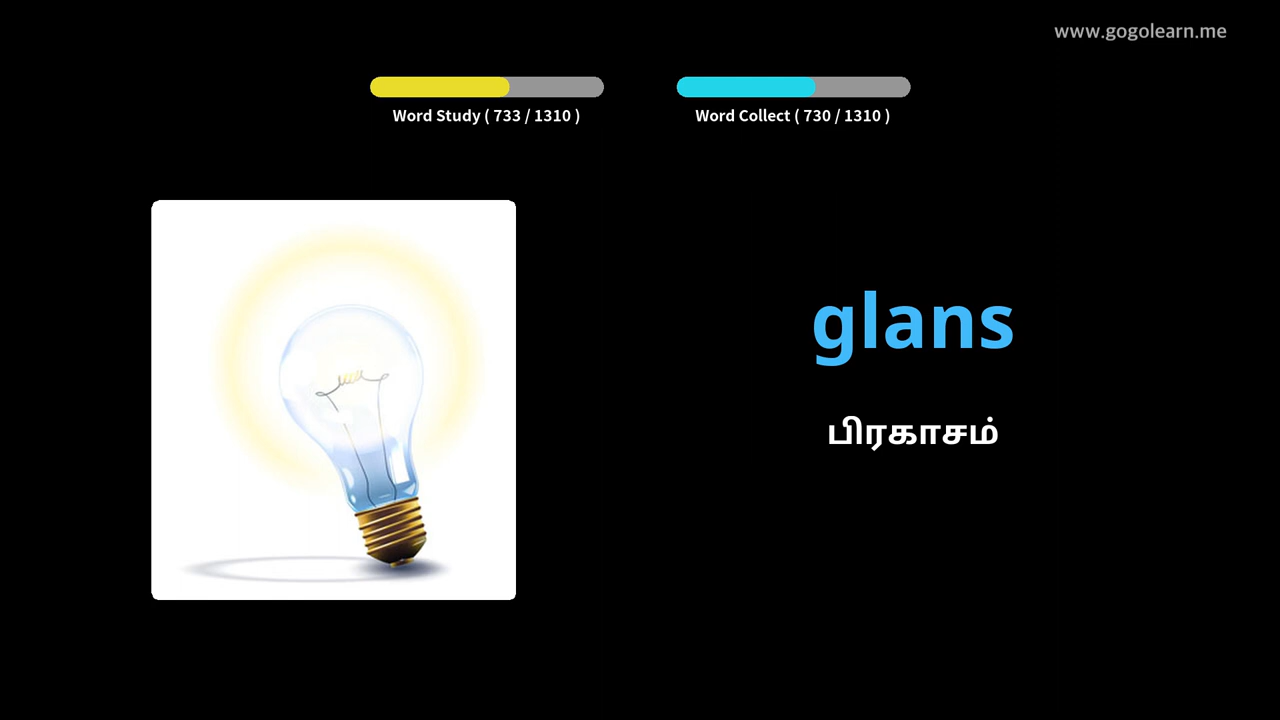 www.gogolearn.me
Word Study ( 733 / 1310 )
Word Collect ( 730 / 1310 )
glans
பிரகாசம்